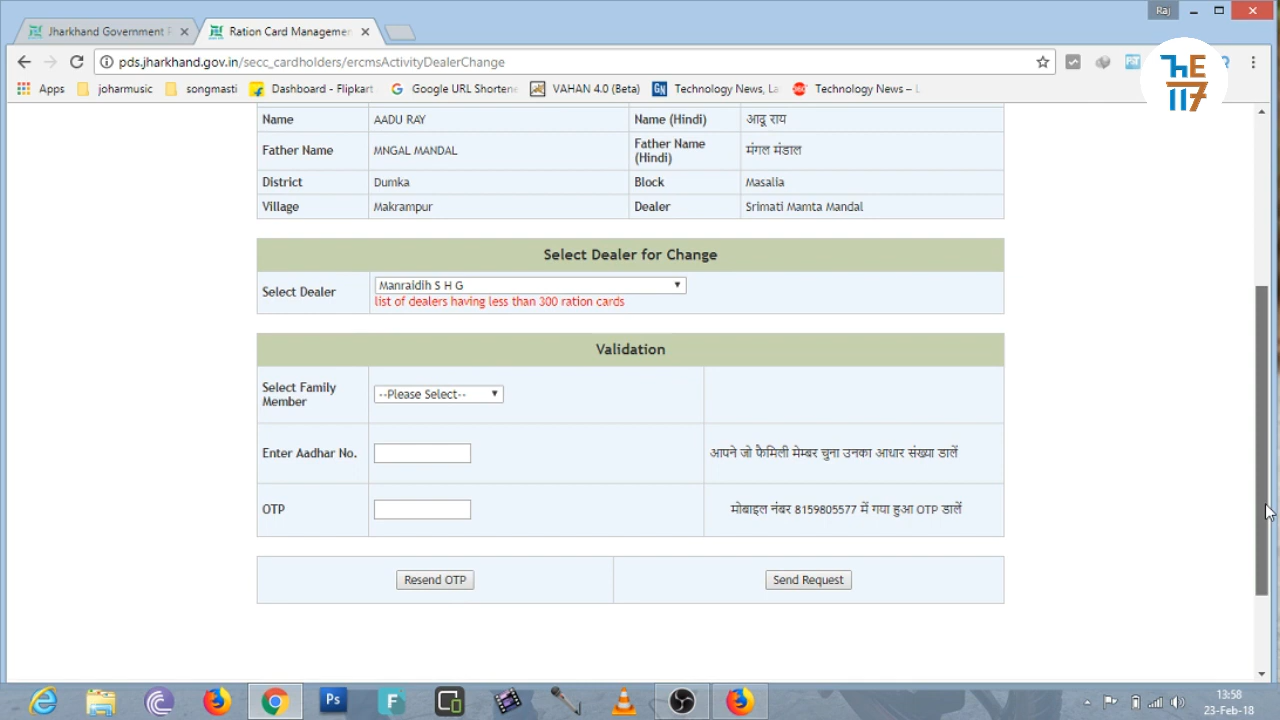 Raj
Jharkhand Government
Ration Card Managemen
pds.jharkhand.gov.in/secc_cardholders/ercmsActivityDealerChange
Apps joharmusic songmasti Dashboard - Flipkart Google URL Shortene VAHAN 4.0 (Beta) GN Technology News, La Technology News – L
हE
117
Name AADU RAY Name (Hindi) आदू राय
Father Name MNGAL MANDAL Father Name (Hindi) मंगल मंडाल
District Dumka Block Masalia
Village Makrampur Dealer Srimati Mamta Mandal
Select Dealer for Change
Select Dealer Manraidih S H G
list of dealers having less than 300 ration cards
Validation
Select Family Member --Please Select--
Enter Aadhar No. आपने जो फैमिली मेम्बर चुना उनका आधार संख्या डालें
OTP मोबाइल नंबर 8159805577 में गया हुआ OTP डालें
Resend OTP Send Request
Ps F
13:58
23-Feb-18